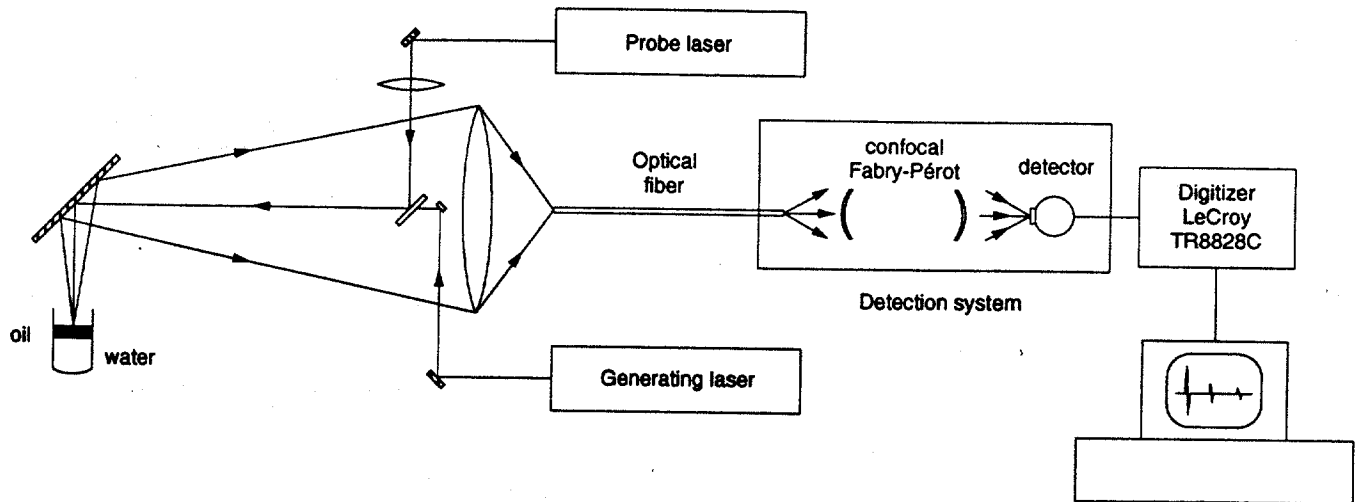 Probe laser
Optical
fiber
confocal
Fabry-Pérot
detector
Digitizer
LeCroy
TR8828C
Detection system
oil
water
Generating laser